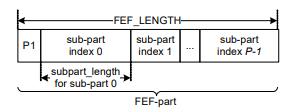 FEF_LENGTH
P1
sub-part
index 0
sub-part
index 1
...
sub-part
index P-1
subpart_length
for sub-part 0
FEF-part